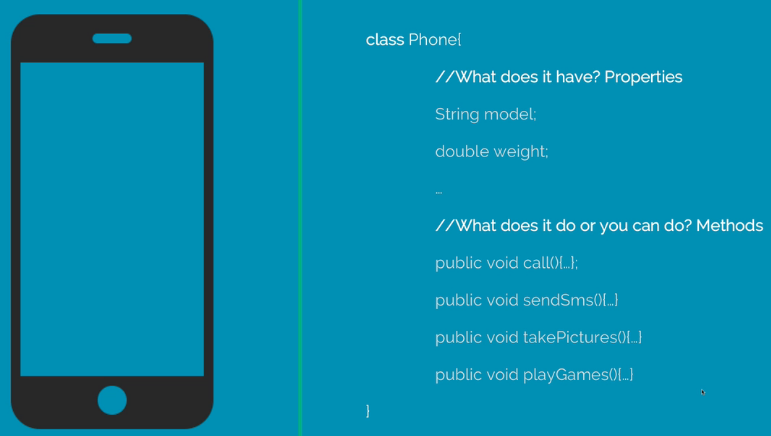 class Phone{
//What does it have? Properties
String model;
double weight;
...
//What does it do or you can do? Methods
public void call(){...};
public void sendSms(){...}
public void takePictures(){...}
public void playGames(){...}
}